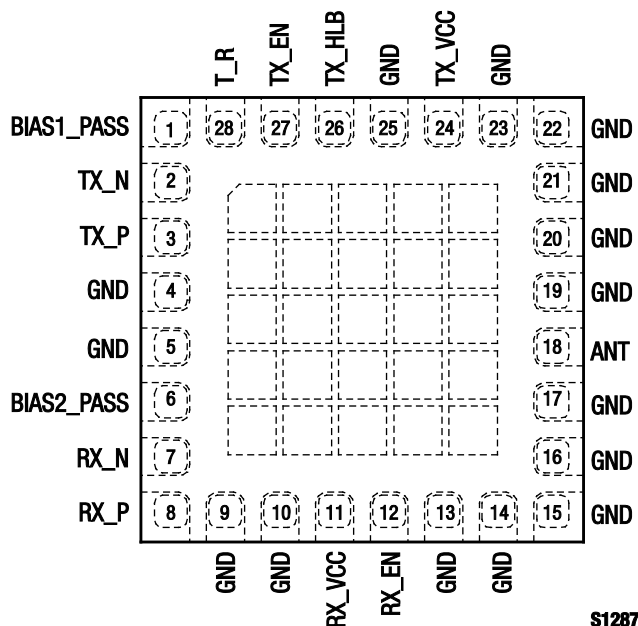 T_R TX_EN TX_HLB GND TX_VCC GND
BIAS1_PASS 1 28 27 26 25 24 23 22 GND
TX_N 2 21 GND
TX_P 3 20 GND
GND 4 19 GND
GND 5 18 ANT
BIAS2_PASS 6 17 GND
RX_N 7 16 GND
RX_P 8 9 10 11 12 13 14 15 GND
GND GND RX_VCC RX_EN GND GND
S1287